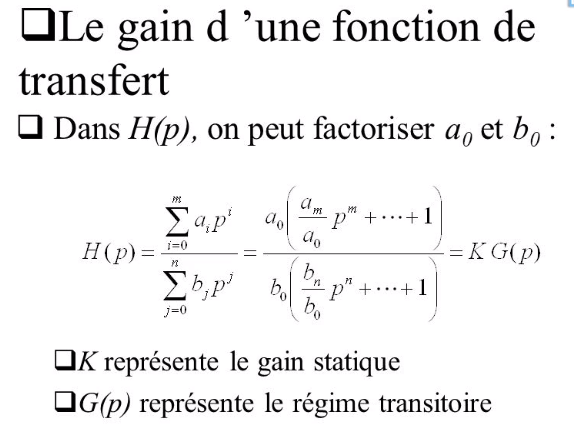 ❑Le gain d ’une fonction de
transfert
❑ Dans H(p), on peut factoriser a₀ et b₀ :
H(p) = \frac{\sum_{i=0}^{m} a_i p^i}{\sum_{j=0}^{n} b_j p^j} = \frac{a_0\left(\frac{a_m}{a_0} p^m + \cdots + 1\right)}{b_0\left(\frac{b_n}{b_0} p^n + \cdots + 1\right)} = K G(p)
❑K représente le gain statique
❑G(p) représente le régime transitoire